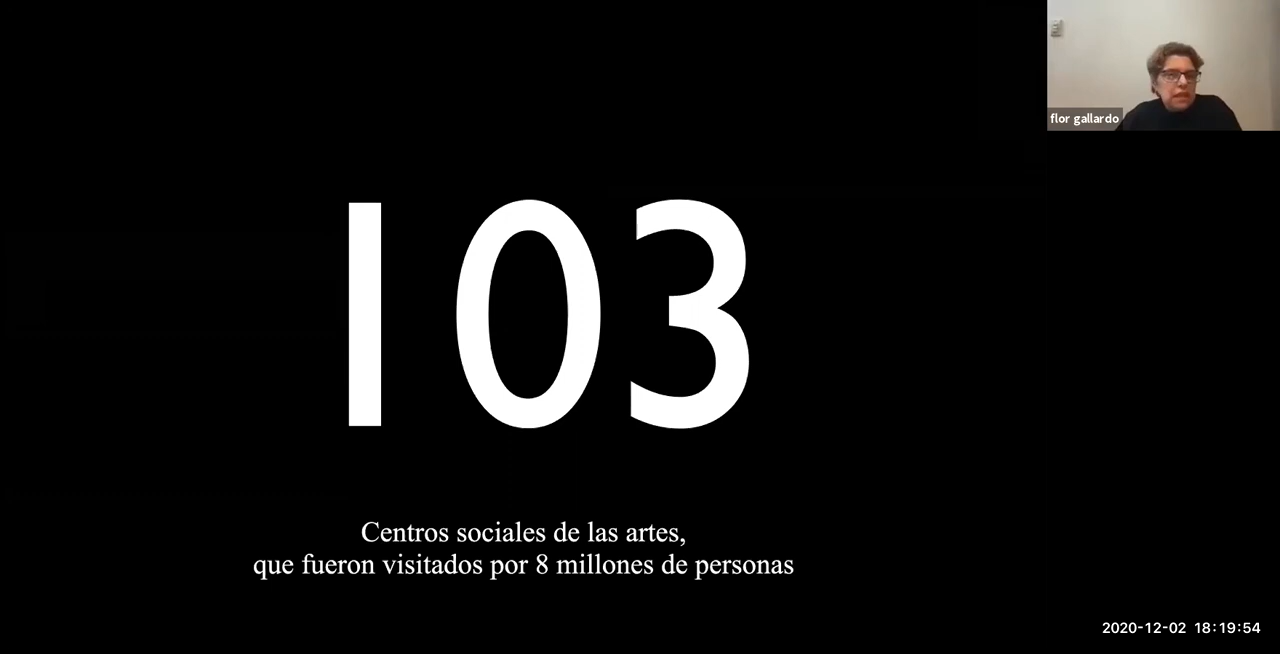 flor gallardo
103
Centros sociales de las artes,
que fueron visitados por 8 millones de personas
2020-12-02 18:19:54